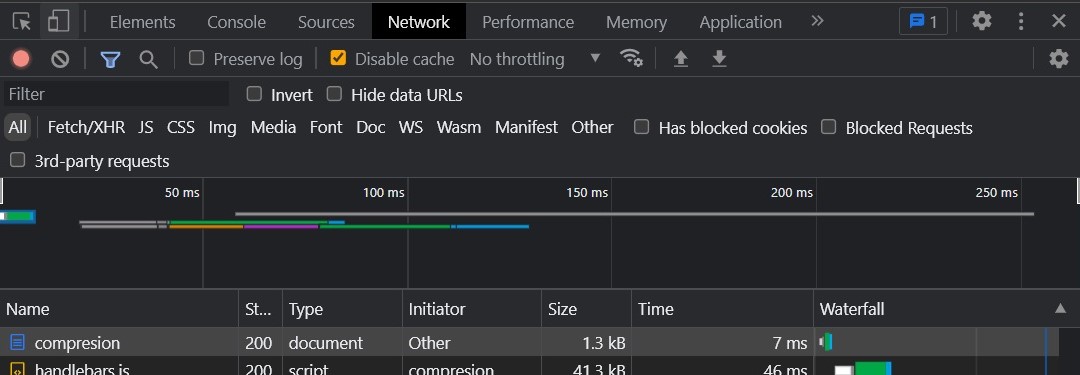 Elements Console Sources Network Performance Memory Application 1
Preserve log Disable cache No throttling
Filter Invert Hide data URLs
All Fetch/XHR JS CSS Img Media Font Doc WS Wasm Manifest Other Has blocked cookies Blocked Requests
3rd-party requests
50 ms 100 ms 150 ms 200 ms 250 ms
Name St... Type Initiator Size Time Waterfall
compresion 200 document Other 1.3 kB 7 ms
handlebars.js 200 script compresion 41.3 kB 46 ms